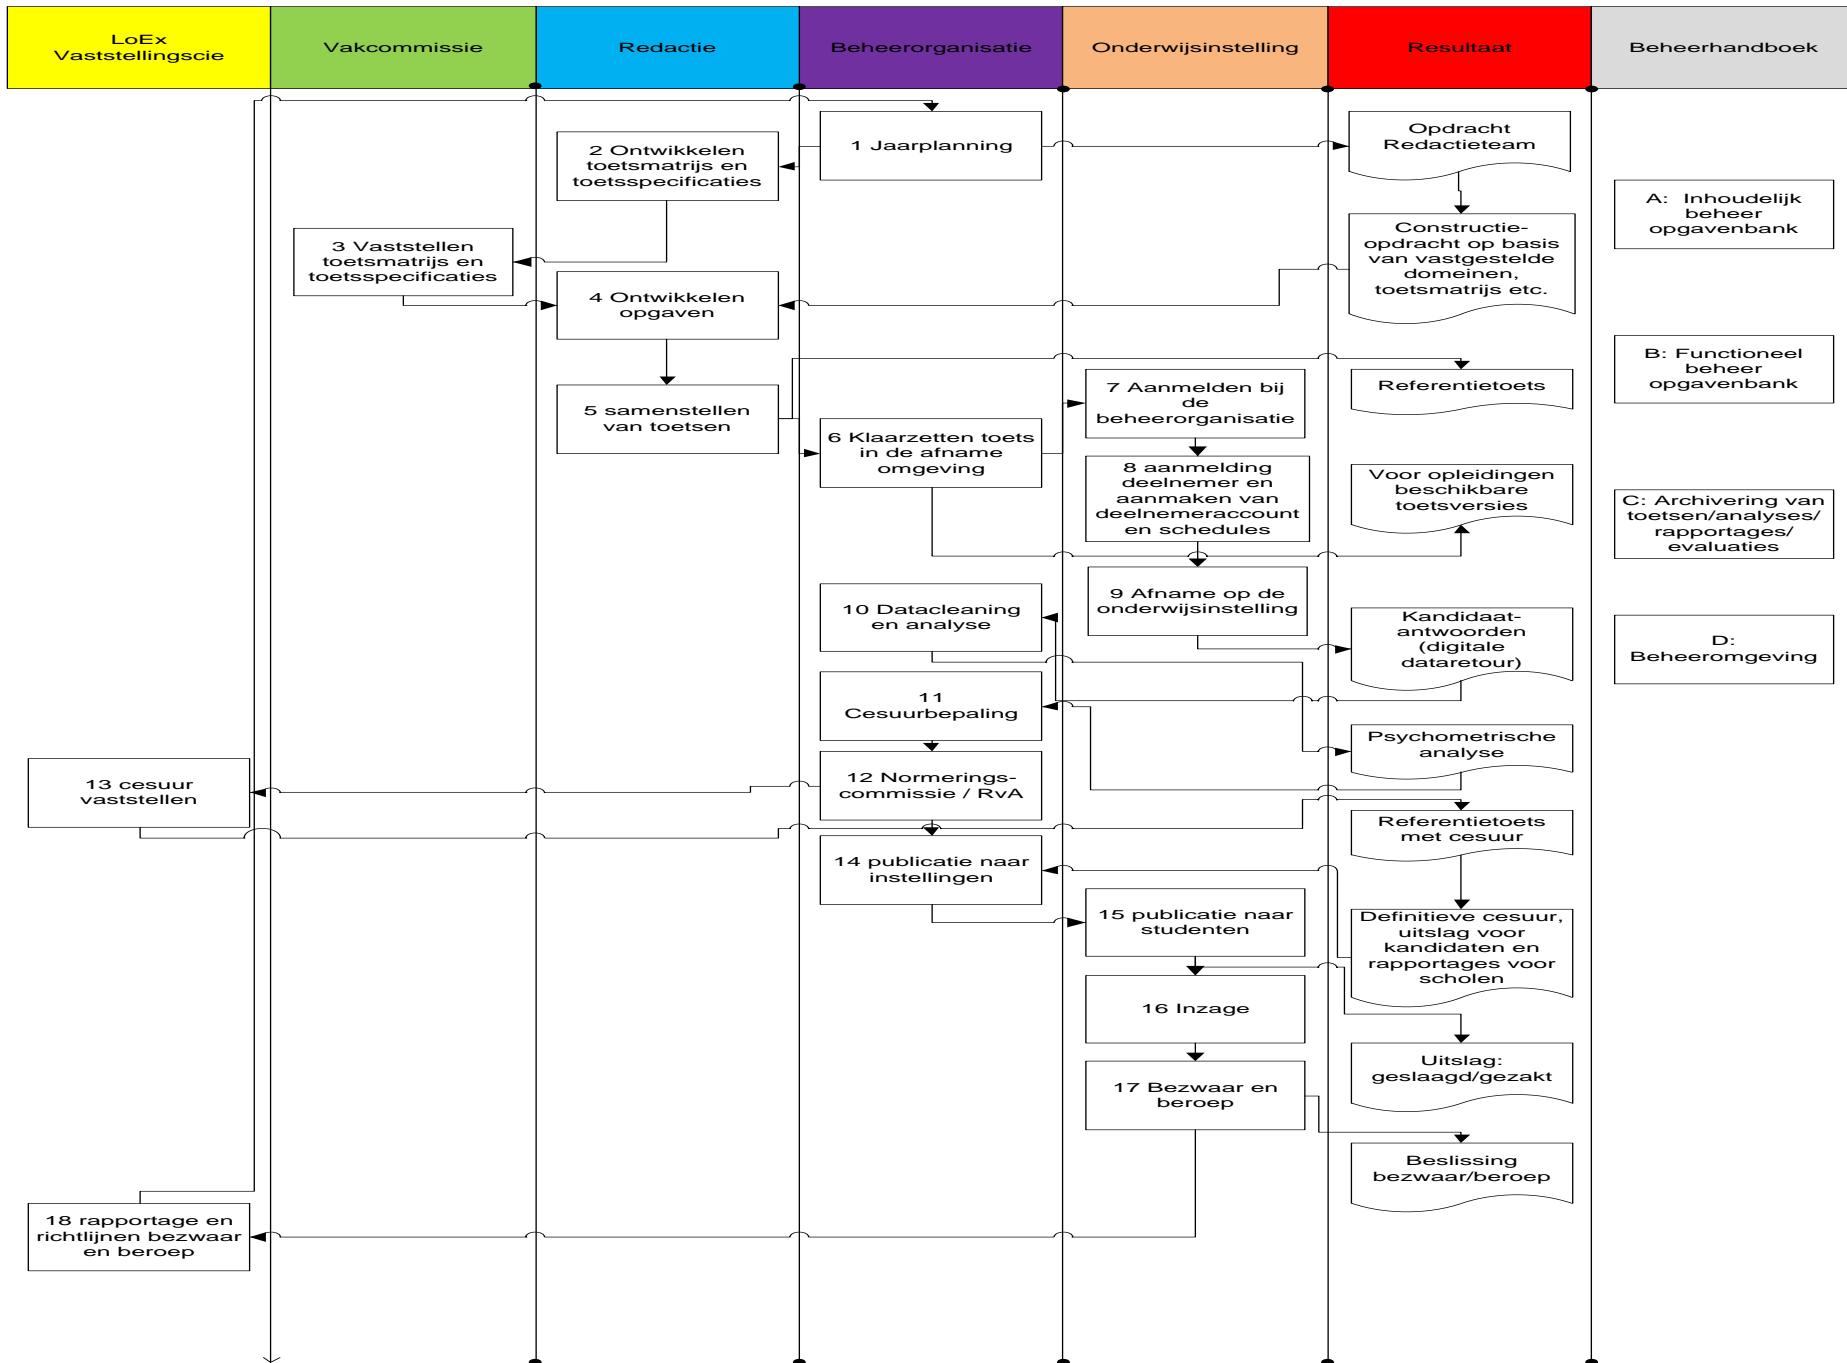 LoEx
Vaststellingscie
Vakcommissie
Redactie
Beheerorganisatie
Onderwijsinstelling
Resultaat
Beheerhandboek
1 Jaarplanning
Opdracht
Redactieteam
2 Ontwikkelen
toetsmatrijs en
toetsspecificaties
A:  Inhoudelijk
beheer
opgavenbank
3 Vaststellen
toetsmatrijs en
toetsspecificaties
Constructie-
opdracht op basis
van vastgestelde
domeinen,
toetsmatrijs etc.
4 Ontwikkelen
opgaven
B: Functioneel
beheer
opgavenbank
5 samenstellen
van toetsen
7 Aanmelden bij
de
beheerorganisatie
Referentietoets
6 Klaarzetten toets
in de afname
omgeving
8 aanmelding
deelnemer en
aanmaken van
deelnemeraccount
en schedules
Voor opleidingen
beschikbare
toetsversies
C: Archivering van
toetsen/analyses/
rapportages/
evaluaties
9 Afname op de
onderwijsinstelling
10 Datacleaning
en analyse
Kandidaat-
antwoorden
(digitale
dataretour)
D:
Beheeromgeving
11
Cesuurbepaling
Psychometrische
analyse
13 cesuur
vaststellen
12 Normerings-
commissie / RvA
Referentietoets
met cesuur
14 publicatie naar
instellingen
15 publicatie naar
studenten
Definitieve cesuur,
uitslag voor
kandidaten en
rapportages voor
scholen
16 Inzage
Uitslag:
geslaagd/gezakt
17 Bezwaar en
beroep
Beslissing
bezwaar/beroep
18 rapportage en
richtlijnen bezwaar
en beroep